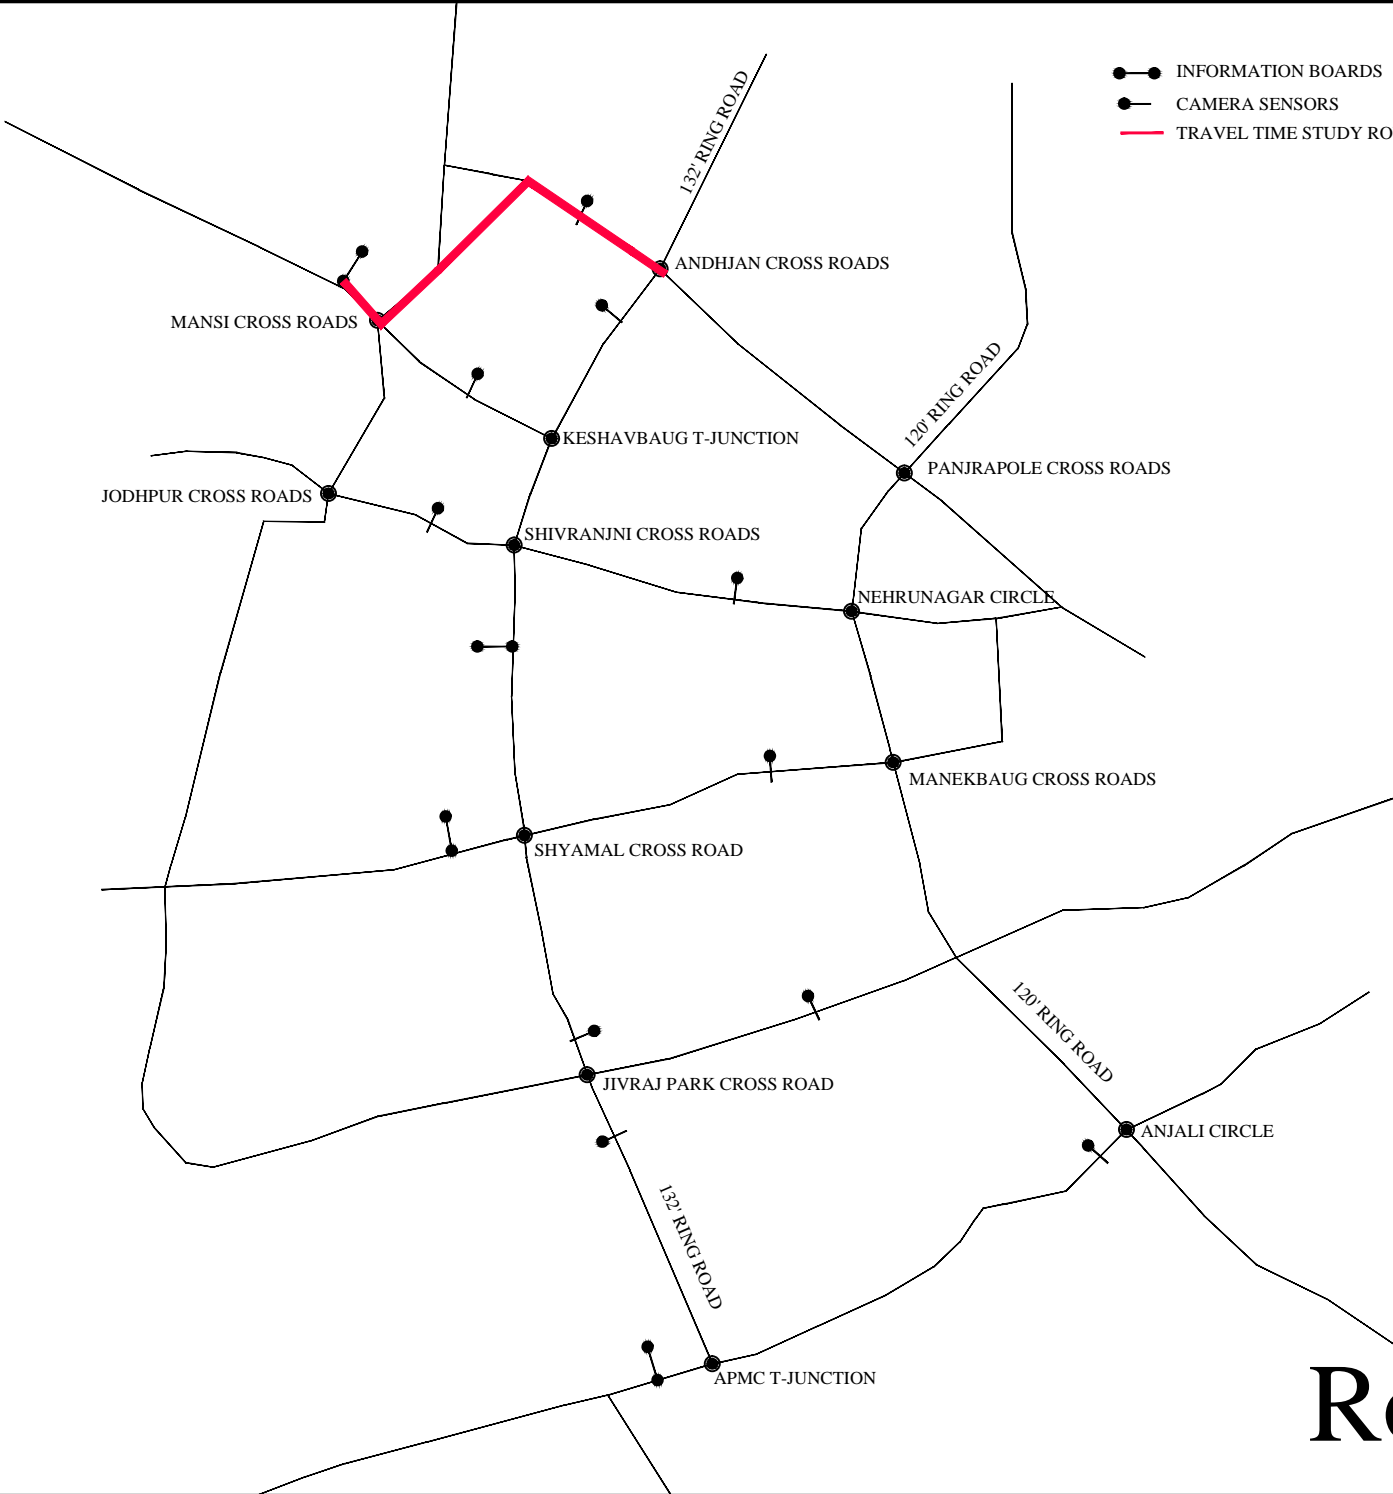 INFORMATION BOARDS
CAMERA SENSORS
TRAVEL TIME STUDY RO
132' RING ROAD
ANDHJAN CROSS ROADS
MANSI CROSS ROADS
120' RING ROAD
KESHAVBAUG T-JUNCTION
PANJRAPOLE CROSS ROADS
JODHPUR CROSS ROADS
SHIVRANJNI CROSS ROADS
NEHRUNAGAR CIRCLE
MANEKBAUG CROSS ROADS
SHYAMAL CROSS ROAD
120' RING ROAD
JIVRAJ PARK CROSS ROAD
ANJALI CIRCLE
132' RING ROAD
APMC T-JUNCTION
Re